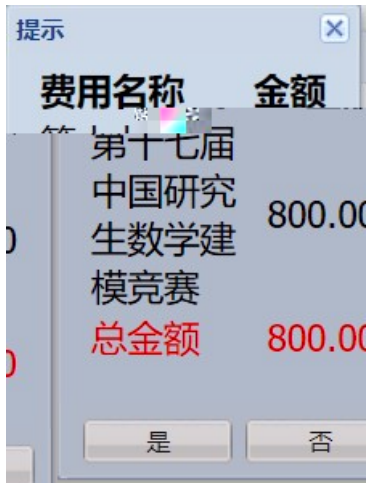 提示
费用名称 金额
第十七届
中国研究
生数学建
模竞赛
800.00
总金额 800.00
是 否